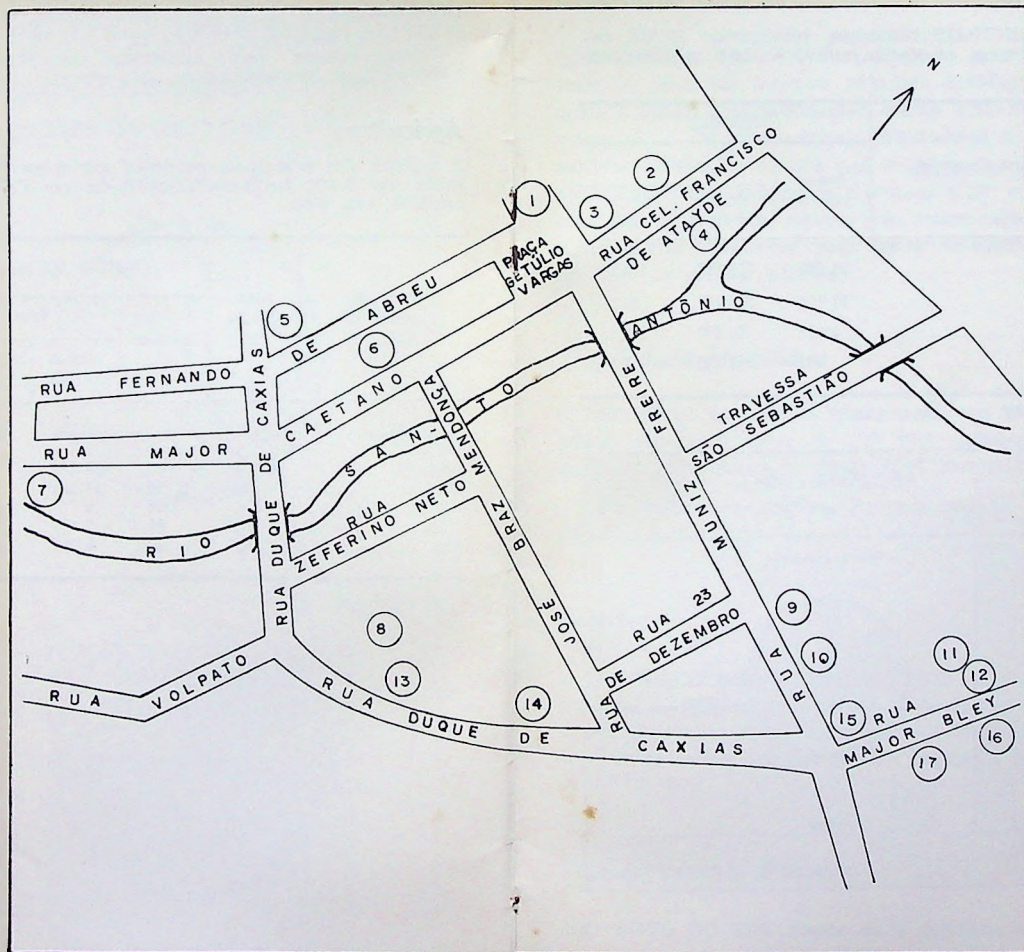 N
2
1
3
RUA CEL. FRANCISCO
DE ATAYDE
4
PRAÇA
GETÚLIO
VARGAS
5
RUA FERNANDO DE ABREU
6
RUA MAJOR CAETANO
RUA DUQUE DE CAXIAS
7
RIO SAN-TO ANTÔNIO
RUA
ZEFERINO NETO
RUA JOSÉ BRAZ MENDONÇA
RUA MUNIZ FREIRE
TRAVESSA
SÃO SEBASTIÃO
RUA 23
DE DEZEMBRO
8
9
10
11
12
13
14
15
RUA
MAJOR BLEY
16
17
RUA VOLPATO
RUA DUQUE DE CAXIAS